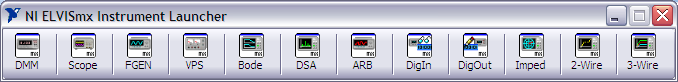 NI ELVISmx Instrument Launcher
DMM Scope FGEN VPS Bode DSA ARB DigIn DigOut Imped 2-Wire 3-Wire